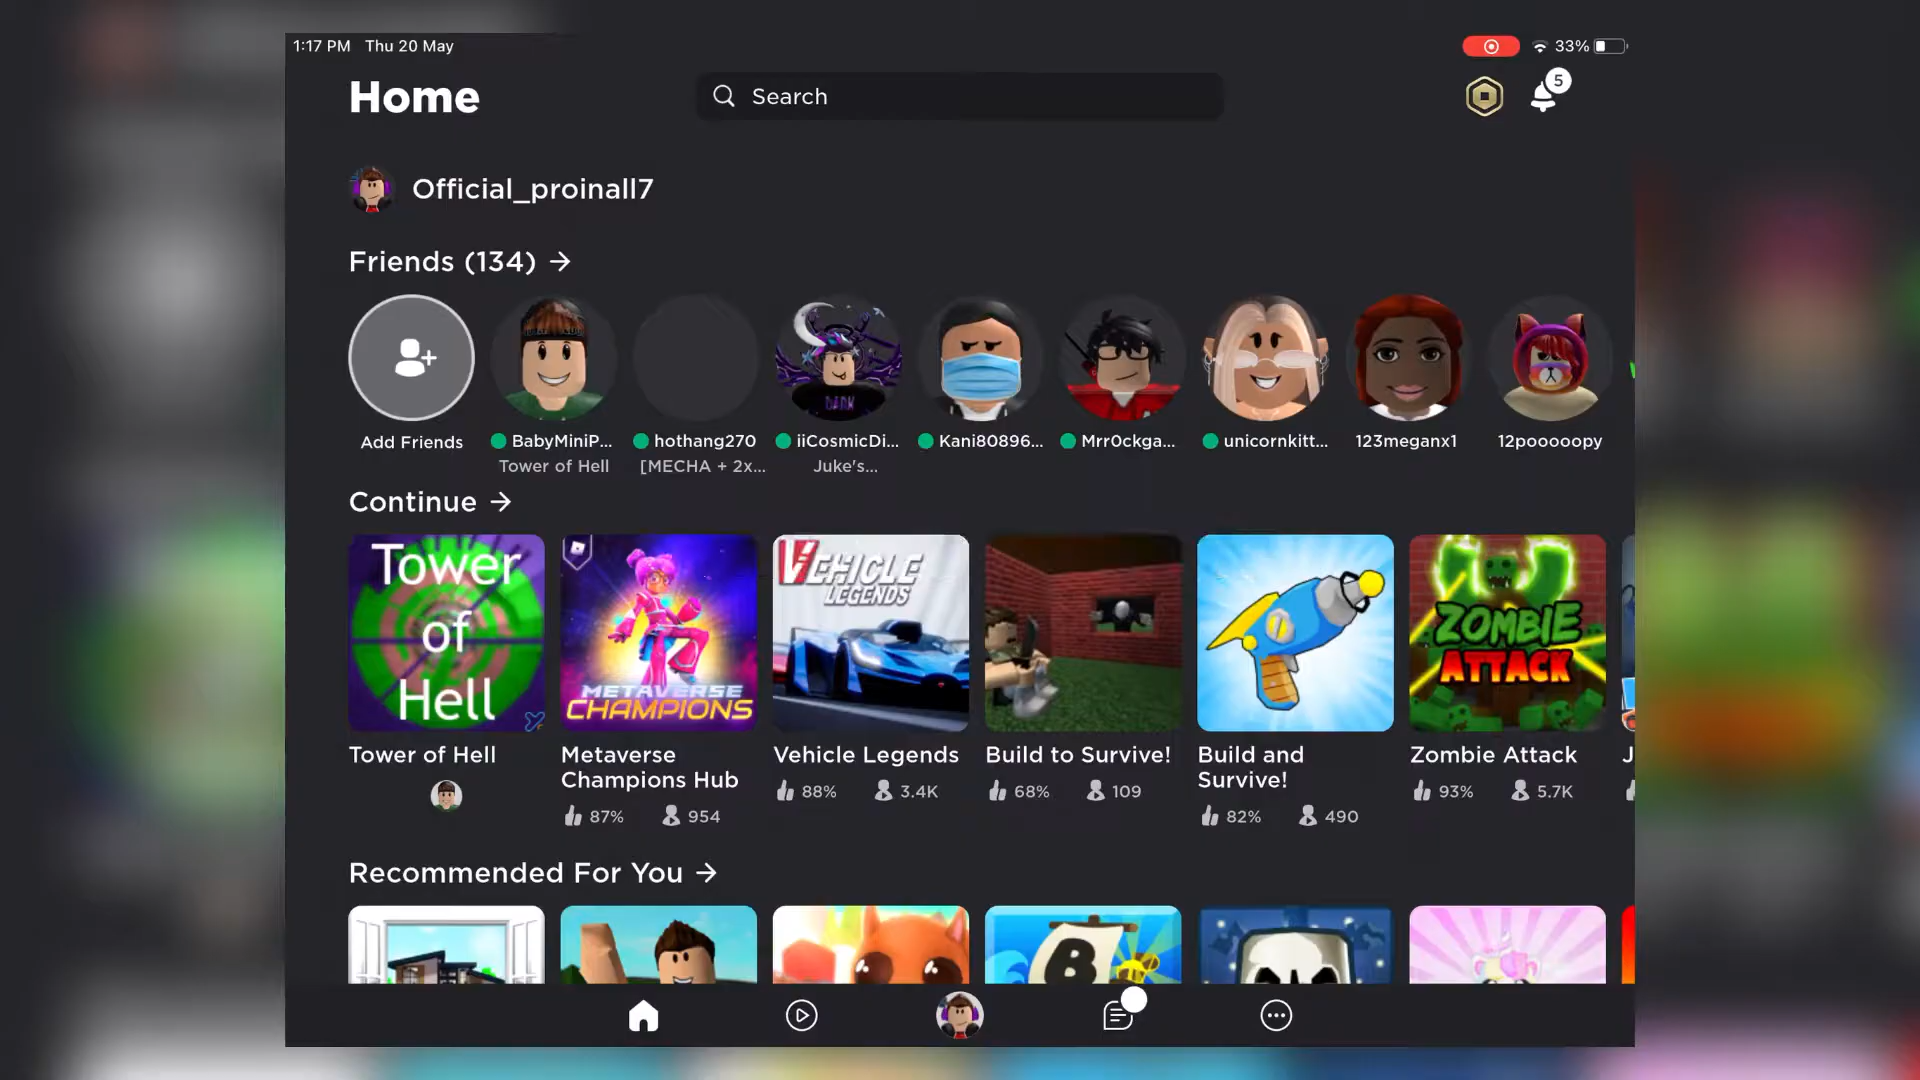 1:17 PM Thu 20 May
33%
Home
Search
5
Official_proinall7
Friends (134)
DARK
Add Friends
BabyMiniP...
hothang270
iiCosmicDi...
Kani80896...
Mrr0ckga...
unicornkitt...
123meganx1
12pooooopy
Tower of Hell
[MECHA + 2x...
Juke's...
Continue
Tower
of
Hell
METAVERSE
CHAMPIONS
VEHICLE
LEGENDS
ZOMBIE
ATTACK
Tower of Hell
Metaverse
Champions Hub
87% 954
Vehicle Legends
88% 3.4K
Build to Survive!
68% 109
Build and
Survive!
82% 490
Zombie Attack
93% 5.7K
J
Recommended For You
B